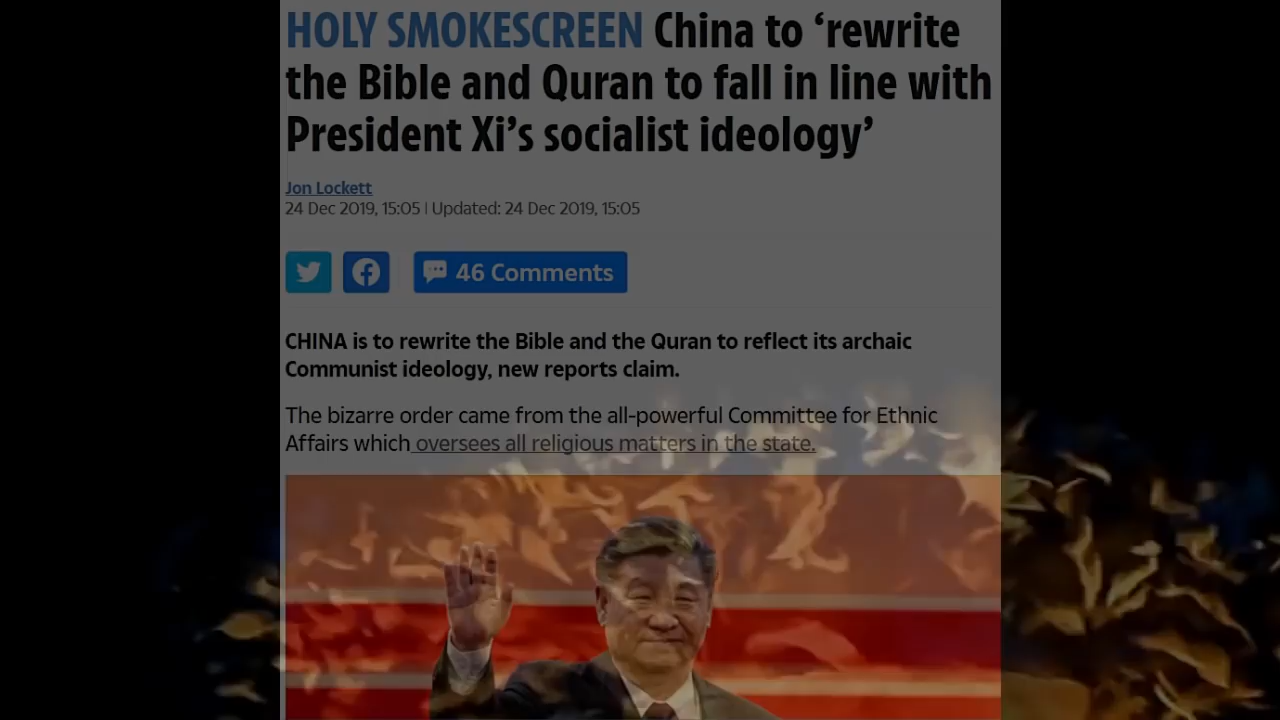 HOLY SMOKESCREEN China to ‘rewrite
the Bible and Quran to fall in line with
President Xi’s socialist ideology’
Jon Lockett
24 Dec 2019, 15:05 | Updated: 24 Dec 2019, 15:05
46 Comments
CHINA is to rewrite the Bible and the Quran to reflect its archaic
Communist ideology, new reports claim.
The bizarre order came from the all-powerful Committee for Ethnic
Affairs which oversees all religious matters in the state.